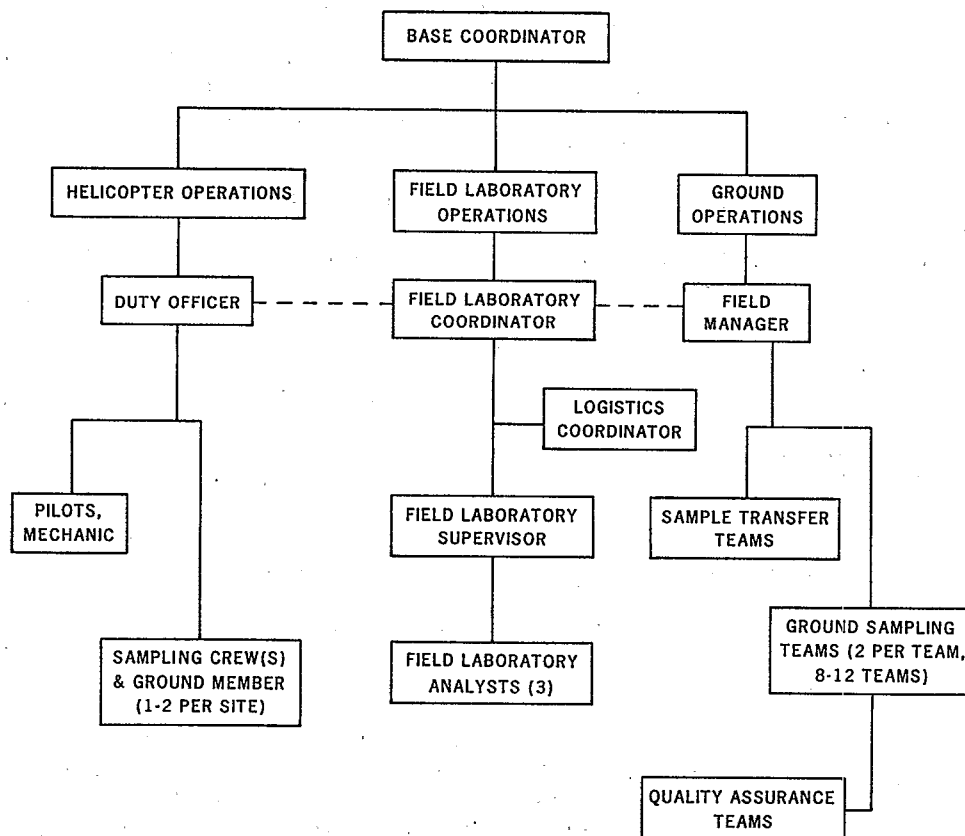 BASE COORDINATOR
HELICOPTER OPERATIONS
FIELD LABORATORY
OPERATIONS
GROUND
OPERATIONS
DUTY OFFICER
FIELD LABORATORY
COORDINATOR
FIELD
MANAGER
LOGISTICS
COORDINATOR
PILOTS,
MECHANIC
FIELD LABORATORY
SUPERVISOR
SAMPLE TRANSFER
TEAMS
SAMPLING CREW(S)
& GROUND MEMBER
(1-2 PER SITE)
FIELD LABORATORY
ANALYSTS (3)
GROUND SAMPLING
TEAMS (2 PER TEAM,
8-12 TEAMS)
QUALITY ASSURANCE
TEAMS